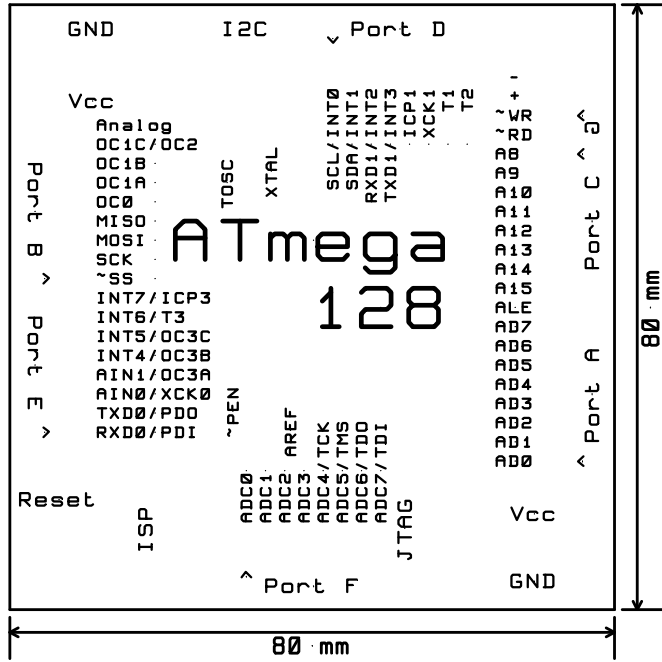 GND
I2C
Port D
Vcc
Analog
OC1C/OC2
OC1B
OC1A
OC0
MISO
MOSI
SCK
~SS
INT7/ICP3
INT6/T3
INT5/OC3C
INT4/OC3B
AIN1/OC3A
AIN0/XCK0
TXD0/PDO
RXD0/PDI
Port B >
Port E >
TOSC
XTAL
SCL/INT0
SDA/INT1
RXD1/INT2
TXD1/INT3
ICP1
XCK1
T1
T2
ATmega
128
-
+
~WR
~RD
A8
A9
A10
A11
A12
A13
A14
A15
ALE
AD7
AD6
AD5
AD4
AD3
AD2
AD1
AD0
< Port C
< G
< Port A
80 mm
~PEN
ADC0
ADC1
ADC2
AREF
ADC3
ADC4/TCK
ADC5/TMS
ADC6/TDO
ADC7/TDI
JTAG
Reset
ISP
^ Port F
Vcc
GND
80 mm